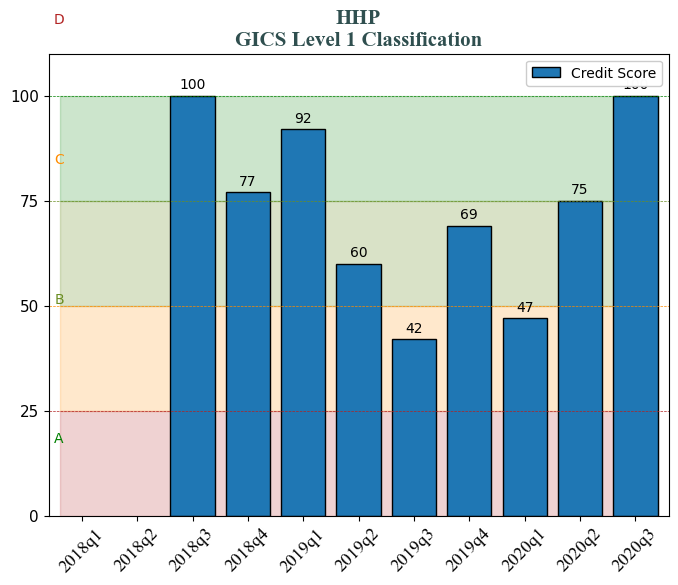 D
HHP
GICS Level 1 Classification
Credit Score
100
75
50
25
0
C
B
A
100
77
92
60
42
69
47
75
100
2018q1
2018q2
2018q3
2018q4
2019q1
2019q2
2019q3
2019q4
2020q1
2020q2
2020q3